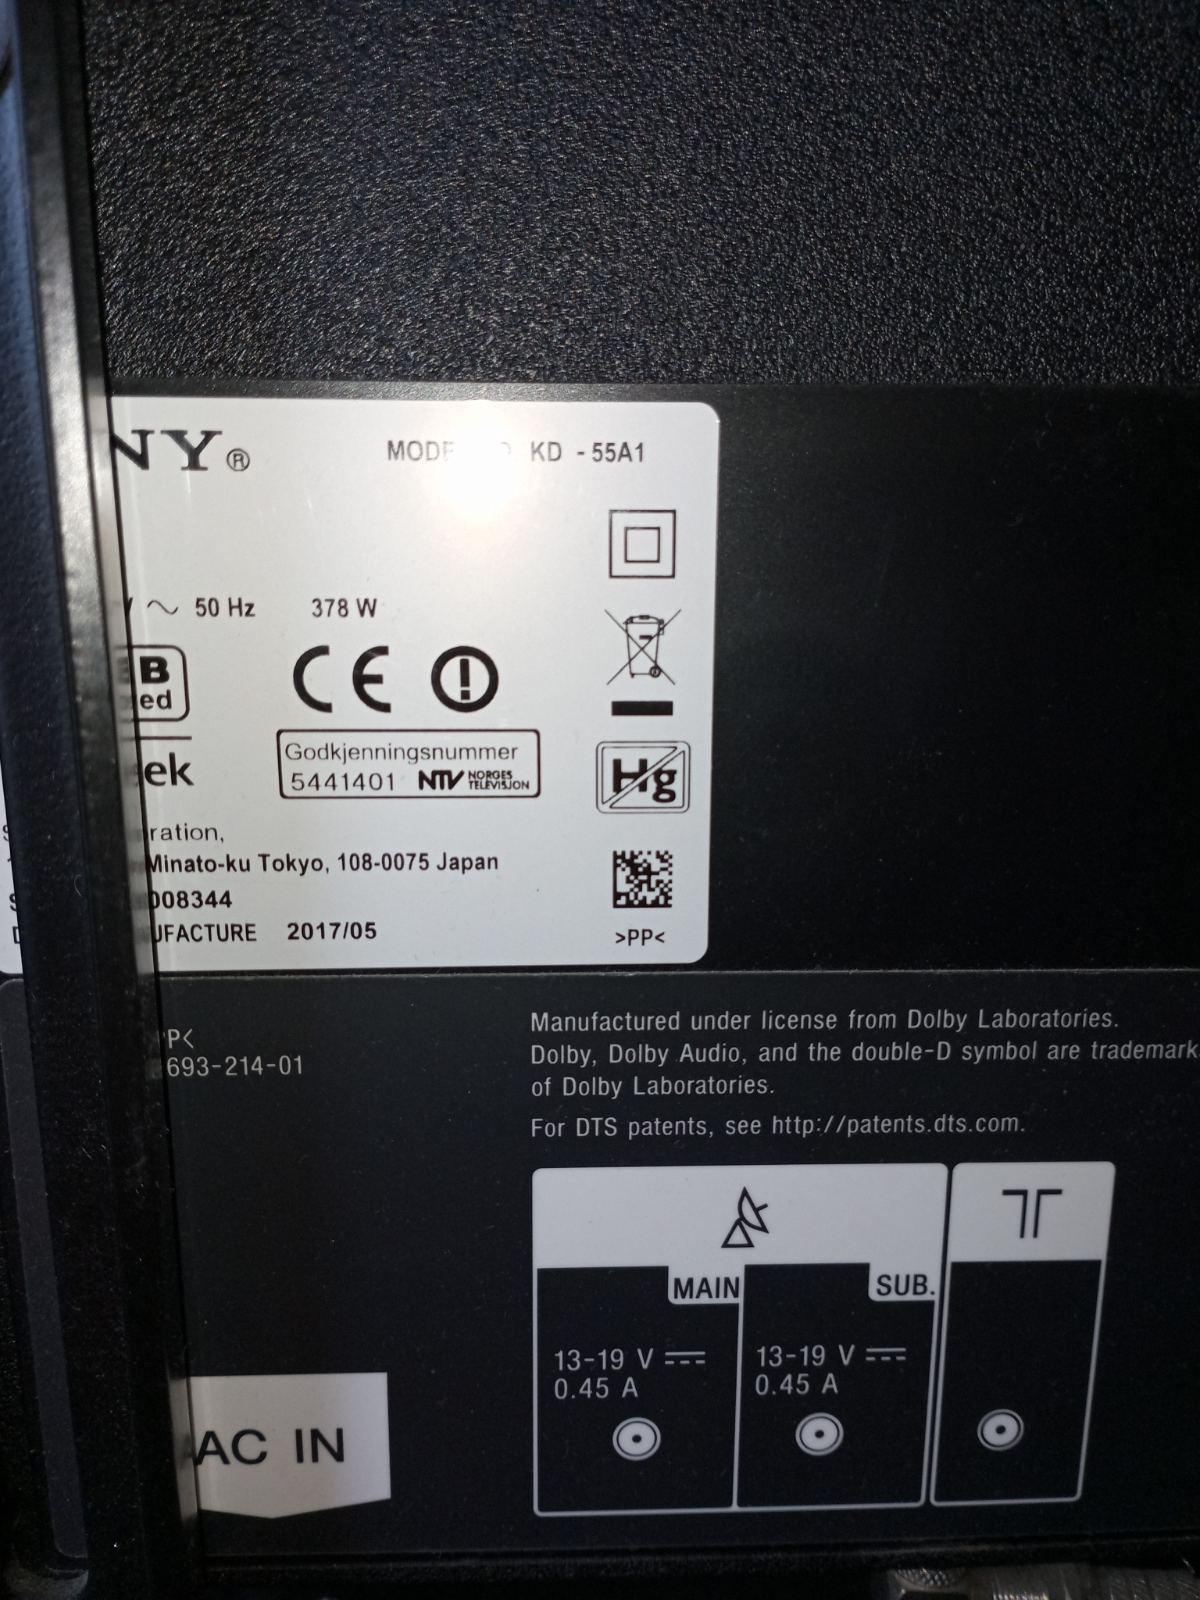 NY®
MODE KD - 55A1
50 Hz 378 W
B
ed
CE
Godkjenningsnummer
5441401 NTV NORGES TELEVISJON
Hg
ek
ration,
Minato-ku Tokyo, 108-0075 Japan
008344
UFACTURE 2017/05
>PP<
P<
693-214-01
Manufactured under license from Dolby Laboratories.
Dolby, Dolby Audio, and the double-D symbol are trademark
of Dolby Laboratories.
For DTS patents, see http://patents.dts.com.
MAIN SUB.
13-19 V 13-19 V
0.45 A 0.45 A
AC IN